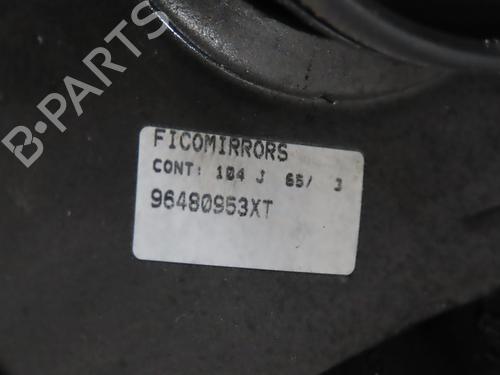 B-PARTS
FICOMIRRORS
CONT: 104 J 65/ 3
96480953XT